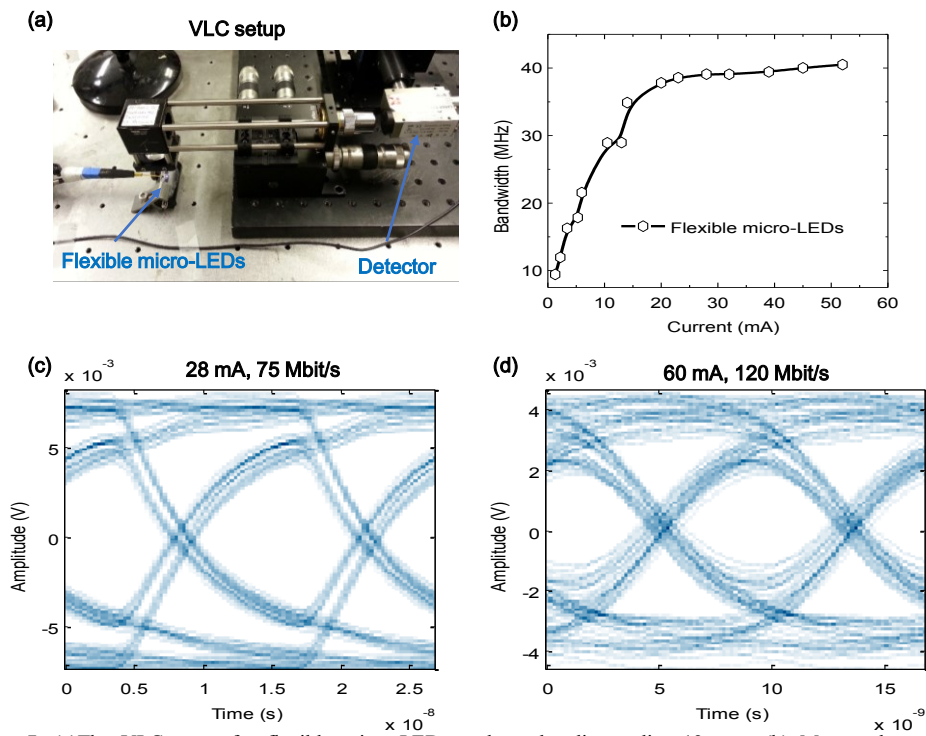 (a)
VLC setup
Flexible micro-LEDs
Detector
(b)
Bandwidth (MHz)
40
30
20
10
0
10
20
30
40
50
60
Current (mA)
Flexible micro-LEDs
(c)
x 10⁻³
28 mA, 75 Mbit/s
Amplitude (V)
5
0
-5
0
0.5
1
1.5
2
2.5
Time (s)
x 10⁻⁸
(d)
x 10⁻³
60 mA, 120 Mbit/s
Amplitude (V)
4
2
0
-2
-4
0
5
10
15
Time (s)
x 10⁻⁹